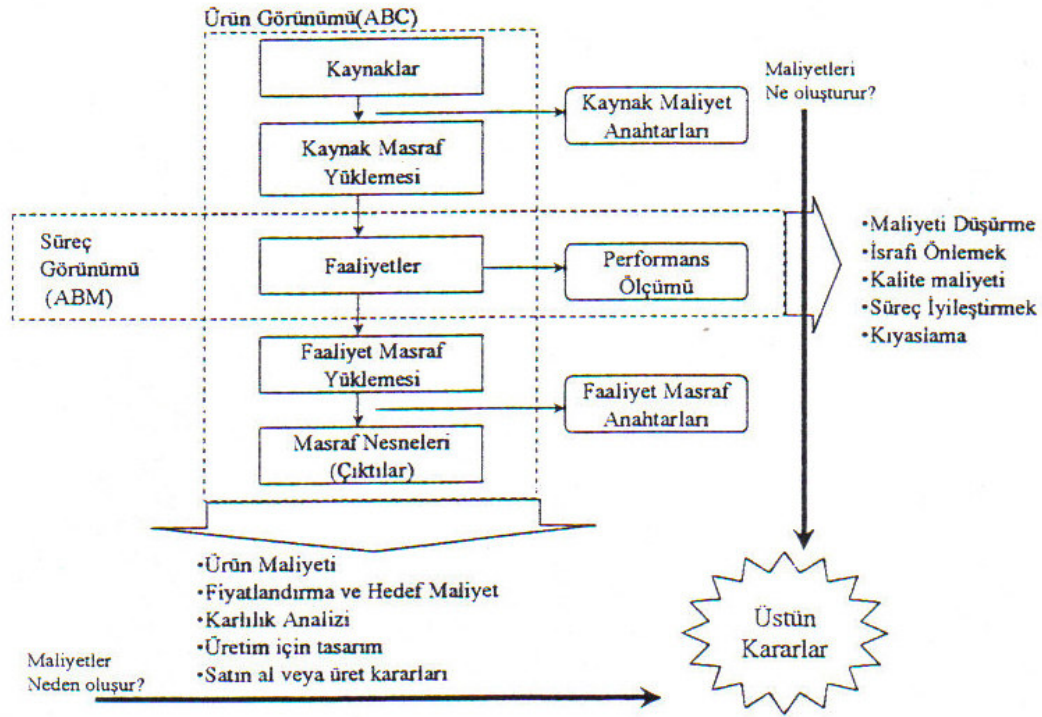 Ürün Görünümü(ABC)
Kaynaklar
Maliyetleri
Ne oluşturur?
Kaynak Maliyet
Anahtarları
Kaynak Masraf
Yüklemesi
Süreç
Görünümü
(ABM)
Faaliyetler
Performans
Ölçümü
•Maliyeti Düşürme
•İsrafı Önlemek
•Kalite maliyeti
•Süreç İyileştirmek
•Kıyaslama
Faaliyet Masraf
Yüklemesi
Faaliyet Masraf
Anahtarları
Masraf Nesneleri
(Çıktılar)
•Ürün Maliyeti
•Fiyatlandırma ve Hedef Maliyet
•Karlılık Analizi
•Üretim için tasarım
•Satın al veya üret kararları
Üstün
Kararlar
Maliyetler
Neden oluşur?